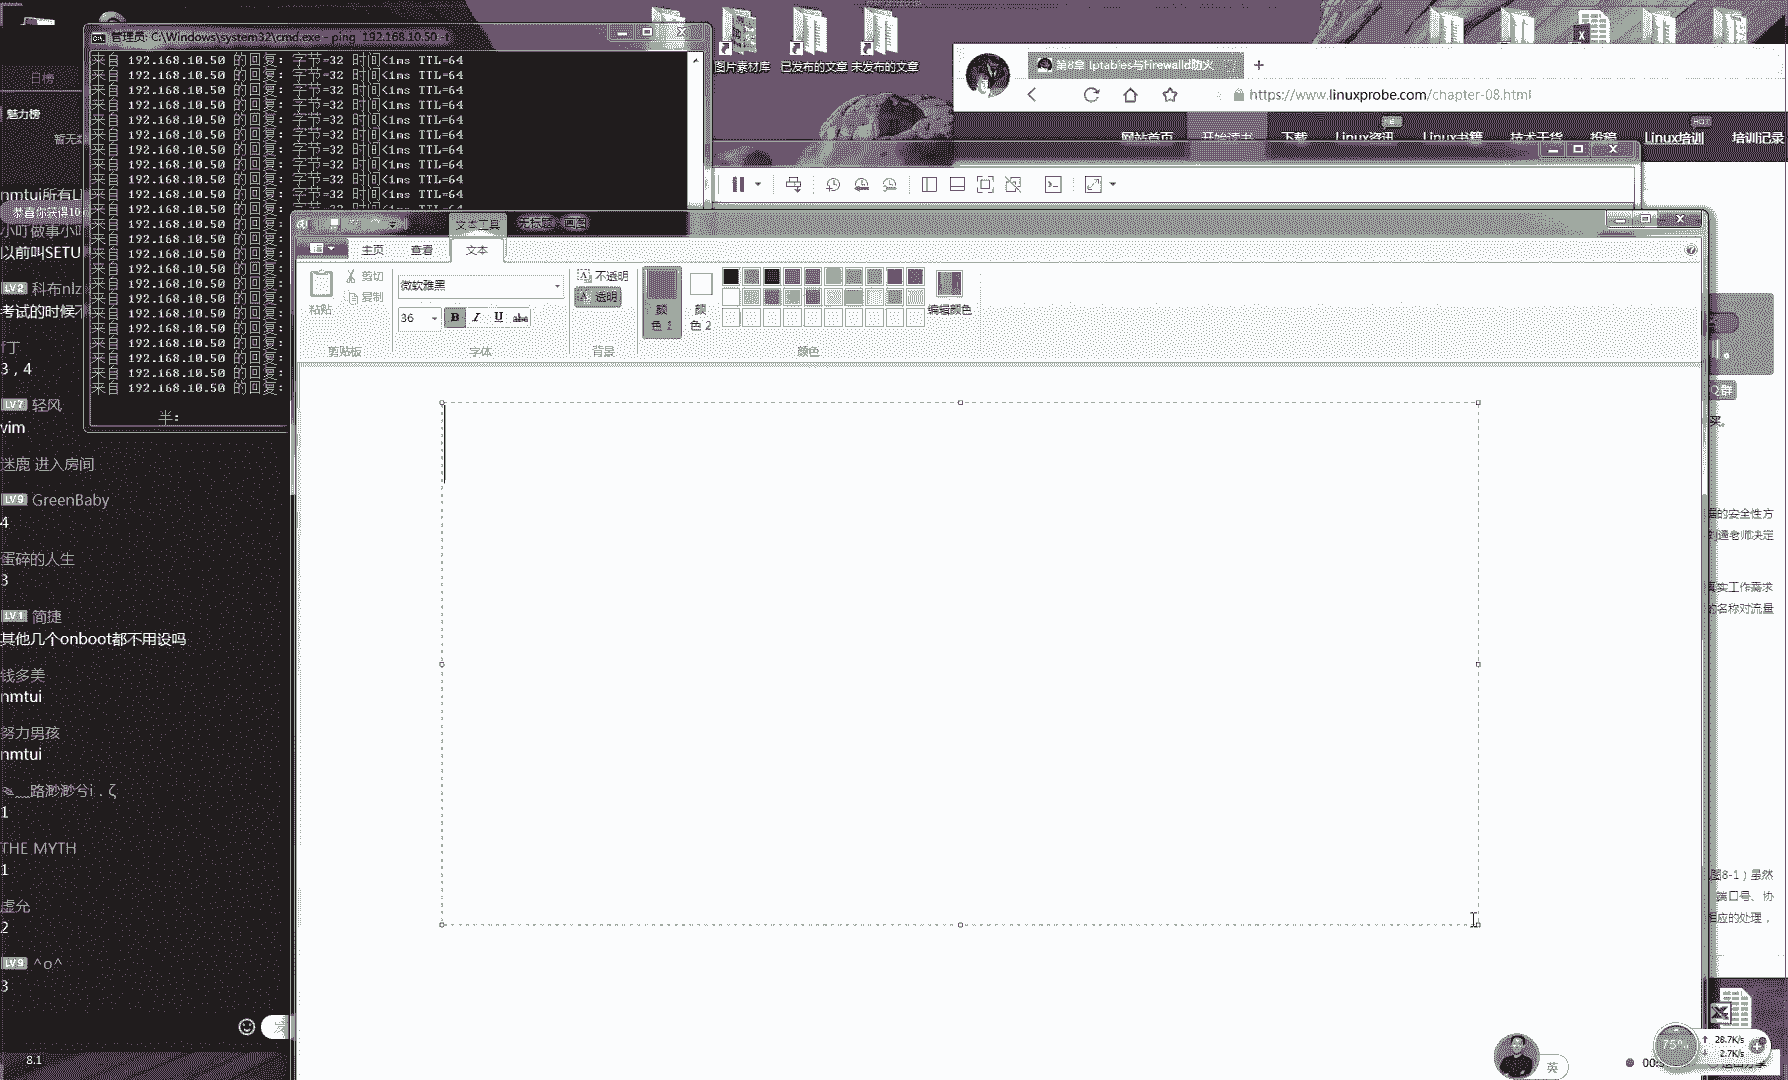 管理员: C:\Windows\system32\cmd.exe - ping 192.168.10.50 -t
来自 192.168.10.50 的回复: 字节=32 时间<1ms TTL=64
来自 192.168.10.50 的回复: 字节=32 时间<1ms TTL=64
来自 192.168.10.50 的回复: 字节=32 时间<1ms TTL=64
来自 192.168.10.50 的回复: 字节=32 时间<1ms TTL=64
来自 192.168.10.50 的回复: 字节=32 时间<1ms TTL=64
来自 192.168.10.50 的回复: 字节=32 时间<1ms TTL=64
来自 192.168.10.50 的回复: 字节=32 时间<1ms TTL=64
来自 192.168.10.50 的回复: 字节=32 时间<1ms TTL=64
来自 192.168.10.50 的回复: 字节=32 时间<1ms TTL=64
来自 192.168.10.50 的回复: 字节=32 时间<1ms TTL=64
来自 192.168.10.50 的回复:
来自 192.168.10.50 的回复:
来自 192.168.10.50 的回复:
来自 192.168.10.50 的回复:
来自 192.168.10.50 的回复:
来自 192.168.10.50 的回复:
来自 192.168.10.50 的回复:
来自 192.168.10.50 的回复:
来自 192.168.10.50 的回复:
来自 192.168.10.50 的回复:
来自 192.168.10.50 的回复:
来自 192.168.10.50 的回复:
来自 192.168.10.50 的回复:
半:
图片素材库 已发布的文章 未发布的文章
第8章 Iptables与Firewalld防火
https://www.linuxprobe.com/chapter-08.html
网站首页 开始读书 下载 Linux资讯 Linux书籍 技术干货 投稿 Linux培训 培训记录
日榜
魅力榜
nmtui所有L
恭喜你获得10
小叮做事小叮
以前叫SETU
LV2 科布nlz
考试的时候
f丁
3，4
LV7 轻风
vim
迷鹿 进入房间
LV9 GreenBaby
4
蛋碎的人生
3
LV1 简捷
其他几个onboot都不用设吗
钱多美
nmtui
努力男孩
nmtui
路渺渺兮i．ζ
1
THE MYTH
1
虚允
2
LV9 ^o^
3
8.1
文本工具 无标题 - 画图
主页 查看 文本
粘贴 剪切
复制
剪贴板
微软雅黑
36 B I U abc
字体
不透明
透明
背景
颜色 1
颜色 2
编辑颜色
颜色
Q群
买。
据的安全性方
刘遄老师决定
真实工作需求
的名称对流量
图8-1）虽然
端口号、协
相应的处理，
英
75%
28.7K/s
2.7K/s